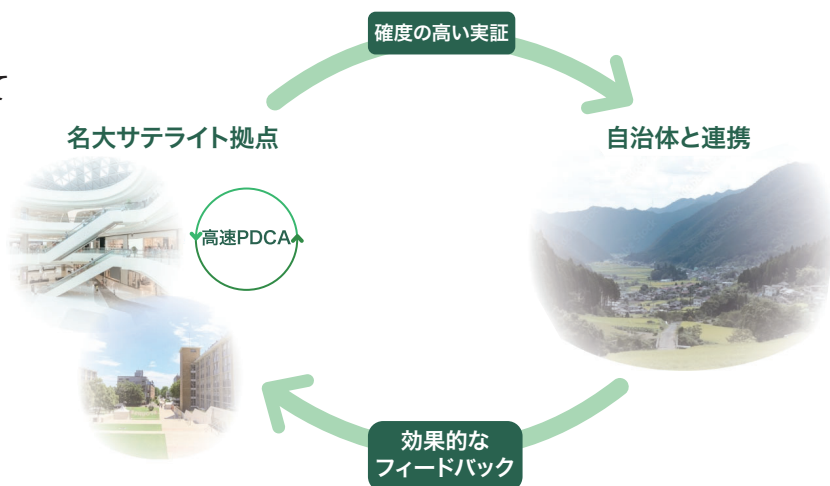 確度の高い実証
て
名大サテライト拠点
自治体と連携
高速PDCA
効果的な
フィードバック